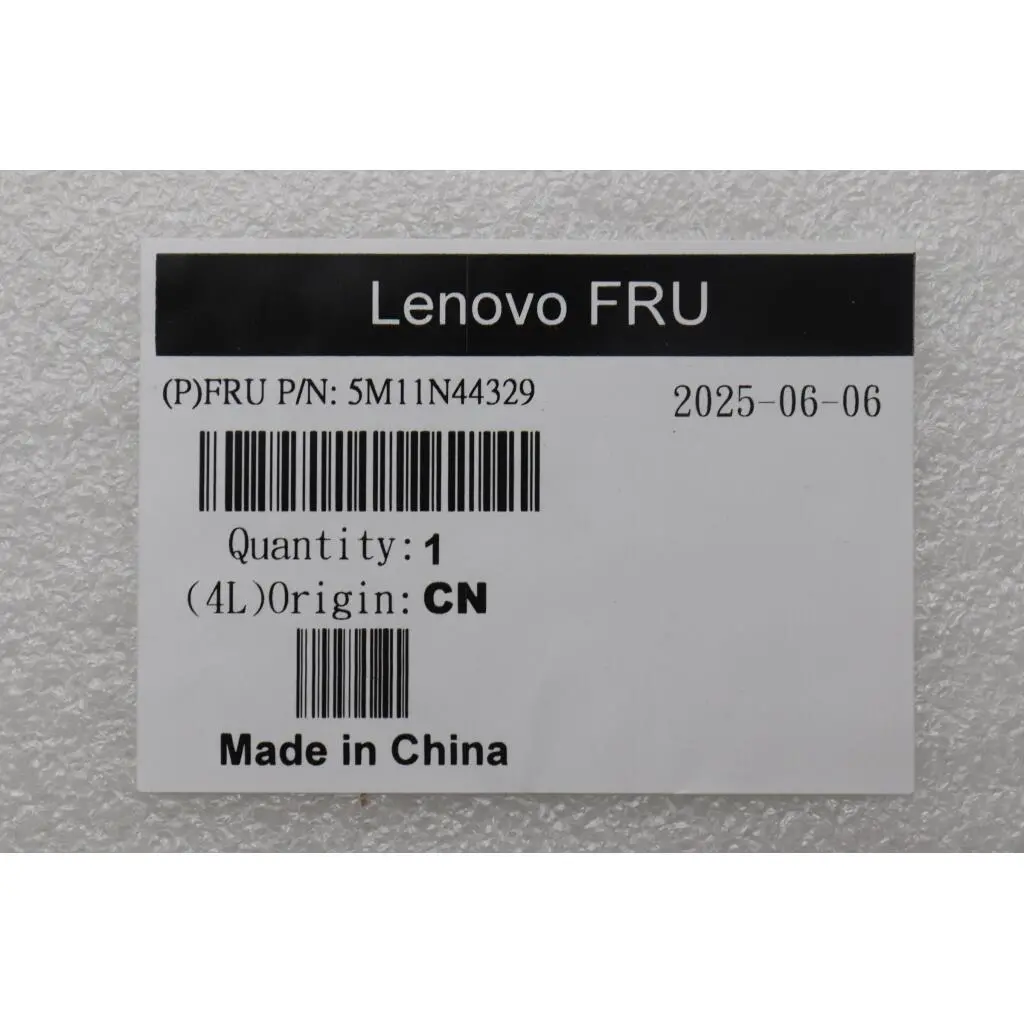 Lenovo FRU
(P)FRU P/N: 5M11N44329
2025-06-06
Quantity: 1
(4L)Origin: CN
Made in China